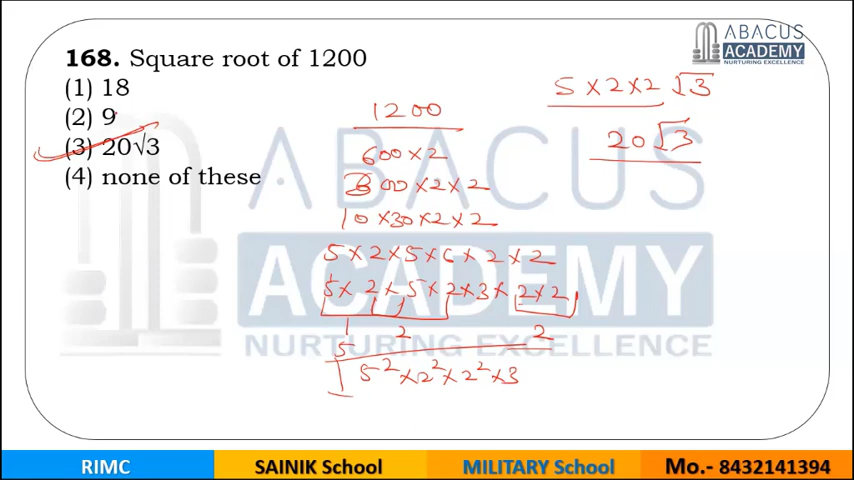 168. Square root of 1200
(1) 18
(2) 9
(3) 20√3
(4) none of these
ABACUS
ACADEMY
NURTURING EXCELLENCE
5 × 2 × 2 √3
20 √3
1200
600 × 2
300 × 2 × 2
10 × 30 × 2 × 2
5 × 2 × 5 × 6 × 2 × 2
5 × 2 × 5 × 2 × 3 × 2 × 2
5 2 2
√5² × 2² × 2² × 3
ABACUS
ACADEMY
NURTURING EXCELLENCE
RIMC
SAINIK School
MILITARY School
Mo.- 8432141394